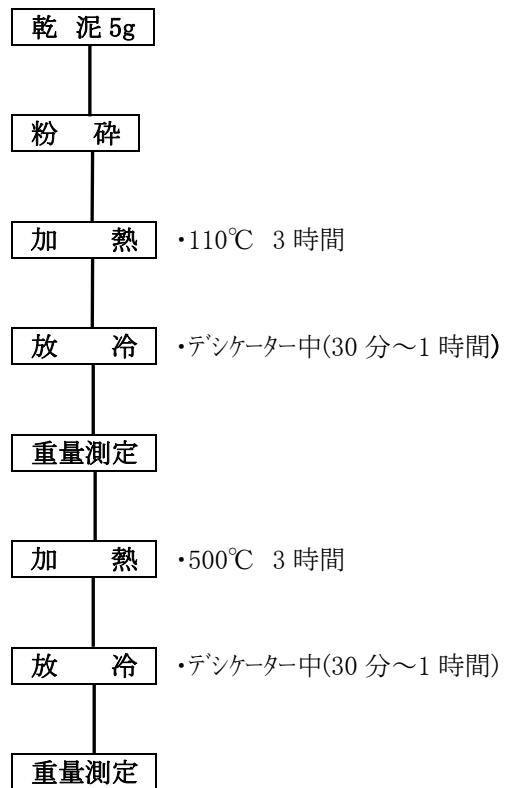 乾 泥 5g
粉 砕
加 熱 ・110℃ 3 時間
放 冷 ・デシケーター中(30 分～1 時間)
重量測定
加 熱 ・500℃ 3 時間
放 冷 ・デシケーター中(30 分～1 時間)
重量測定